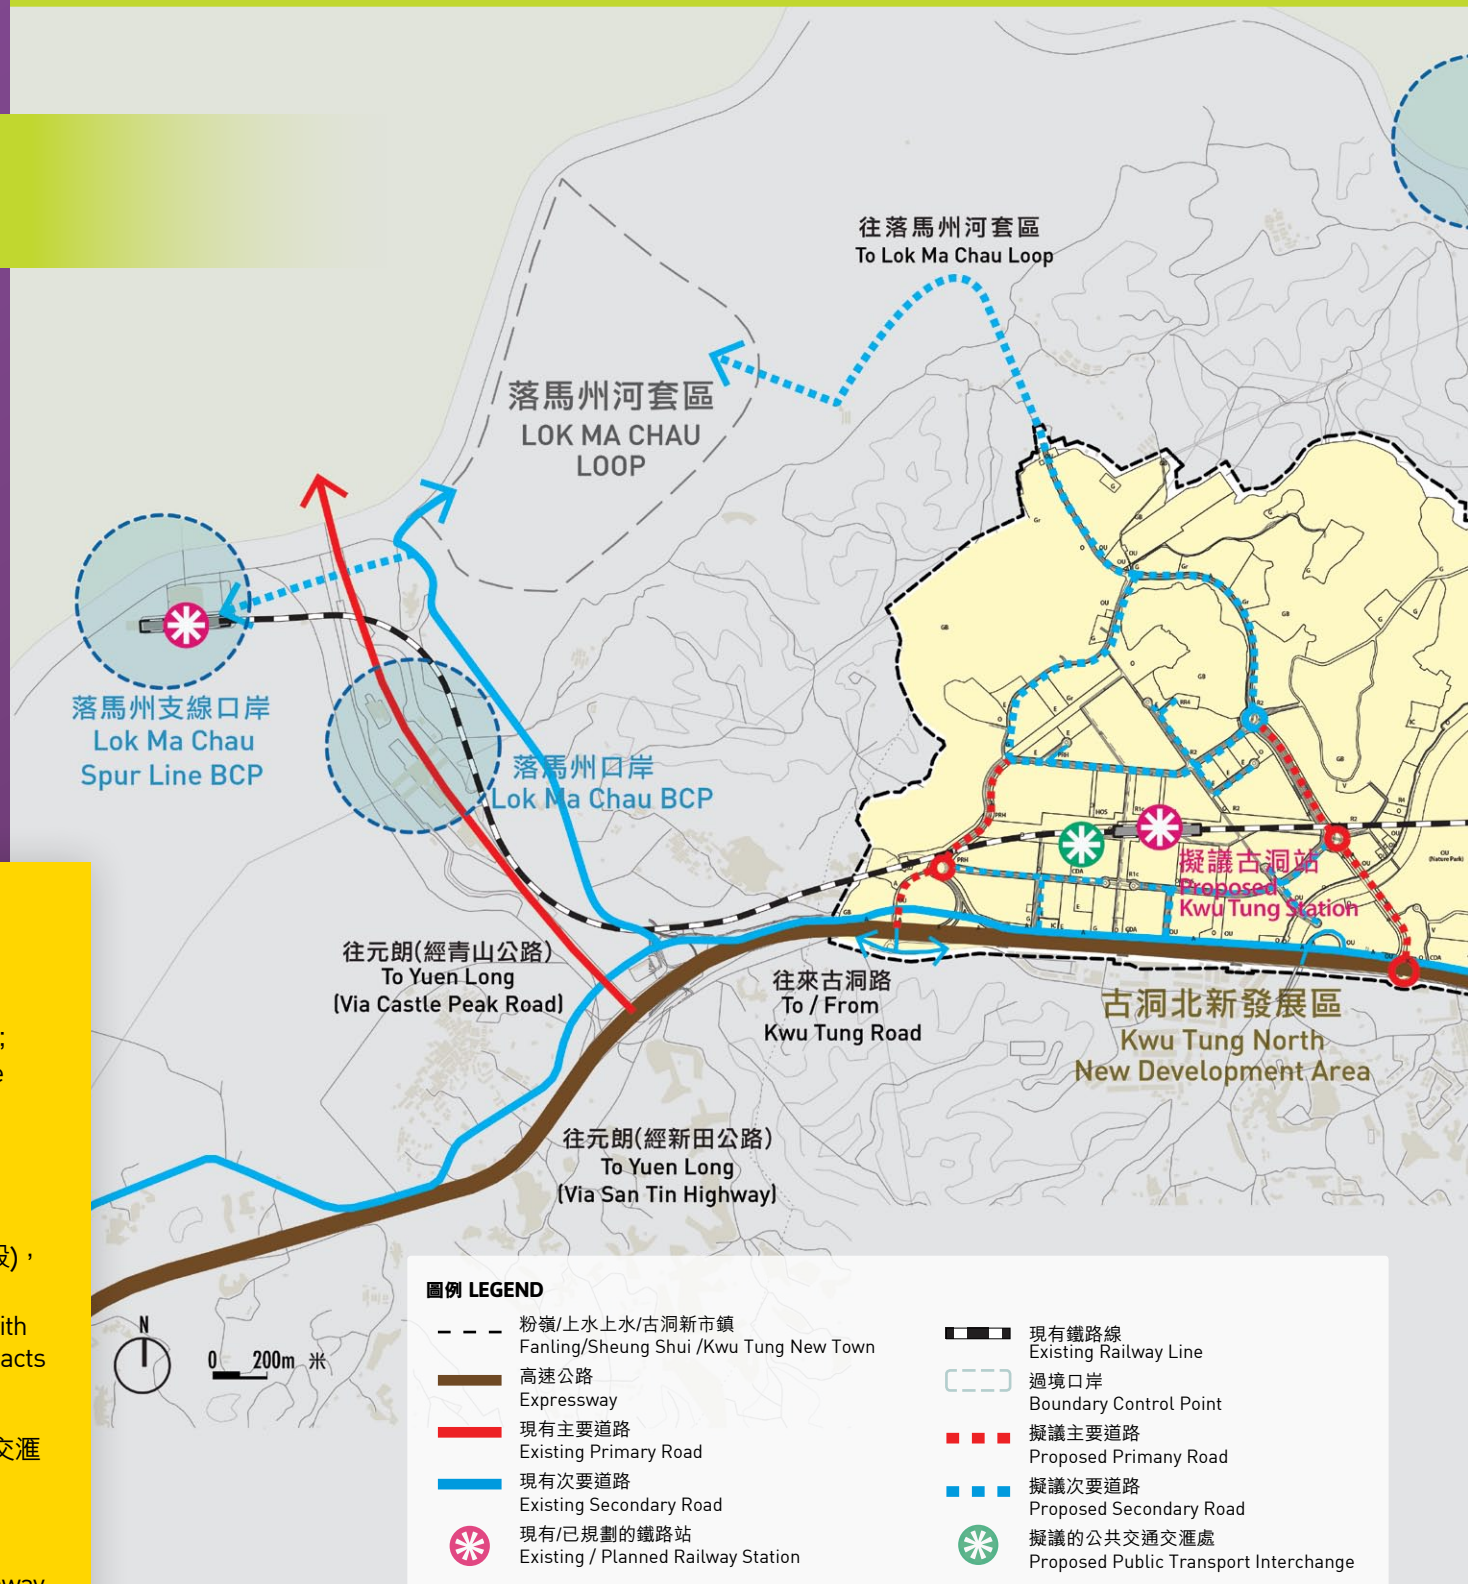 往落馬州河套區
To Lok Ma Chau Loop
落馬州河套區
LOK MA CHAU
LOOP
落馬州支線口岸
Lok Ma Chau
Spur Line BCP
落馬州口岸
Lok Ma Chau BCP
擬議古洞站
Proposed
Kwu Tung Station
往元朗(經青山公路)
To Yuen Long
(Via Castle Peak Road)
往來古洞路
To / From
Kwu Tung Road
古洞北新發展區
Kwu Tung North
New Development Area
往元朗(經新田公路)
To Yuen Long
(Via San Tin Highway)
OU
(Nature Park)
;
e
段)，
ith
acts
交滙
way
N
0 200m 米
圖例 LEGEND
粉嶺/上水上水/古洞新市鎮
Fanling/Sheung Shui /Kwu Tung New Town
高速公路
Expressway
現有主要道路
Existing Primary Road
現有次要道路
Existing Secondary Road
現有/已規劃的鐵路站
Existing / Planned Railway Station
現有鐵路線
Existing Railway Line
過境口岸
Boundary Control Point
擬議主要道路
Proposed Primany Road
擬議次要道路
Proposed Secondary Road
擬議的公共交通交滙處
Proposed Public Transport Interchange